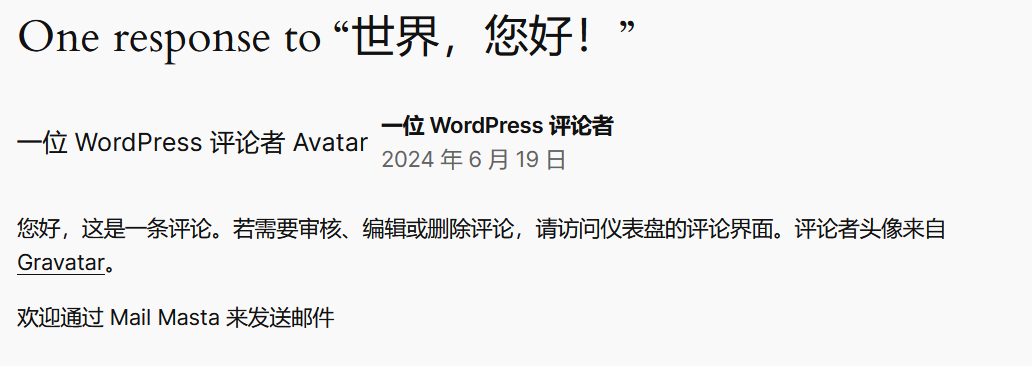 One response to “世界，您好！”
一位 WordPress 评论者 Avatar
一位 WordPress 评论者
2024 年 6 月 19 日
您好，这是一条评论。若需要审核、编辑或删除评论，请访问仪表盘的评论界面。评论者头像来自
Gravatar。
欢迎通过 Mail Masta 来发送邮件